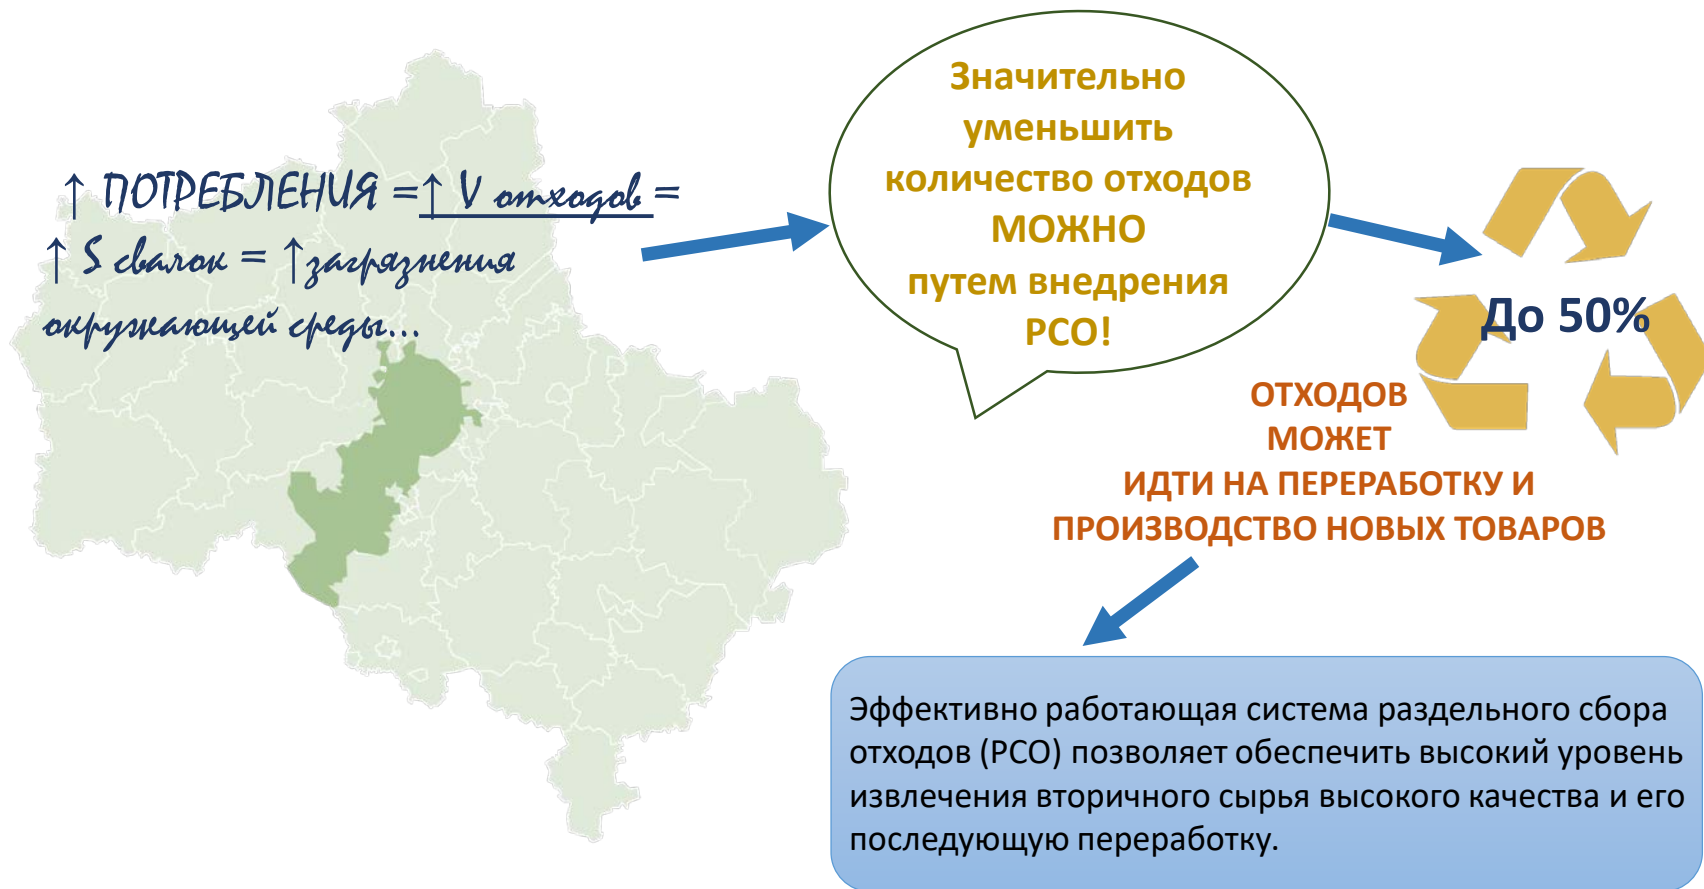 ↑ ПОТРЕБЛЕНИЯ =↑ V отходов =
↑ S свалок = ↑загрязнения
окружающей среды...
Значительно
уменьшить
количество отходов
МОЖНО
путем внедрения
РСО!
До 50%
ОТХОДОВ
МОЖЕТ
ИДТИ НА ПЕРЕРАБОТКУ И
ПРОИЗВОДСТВО НОВЫХ ТОВАРОВ
Эффективно работающая система раздельного сбора
отходов (РСО) позволяет обеспечить высокий уровень
извлечения вторичного сырья высокого качества и его
последующую переработку.